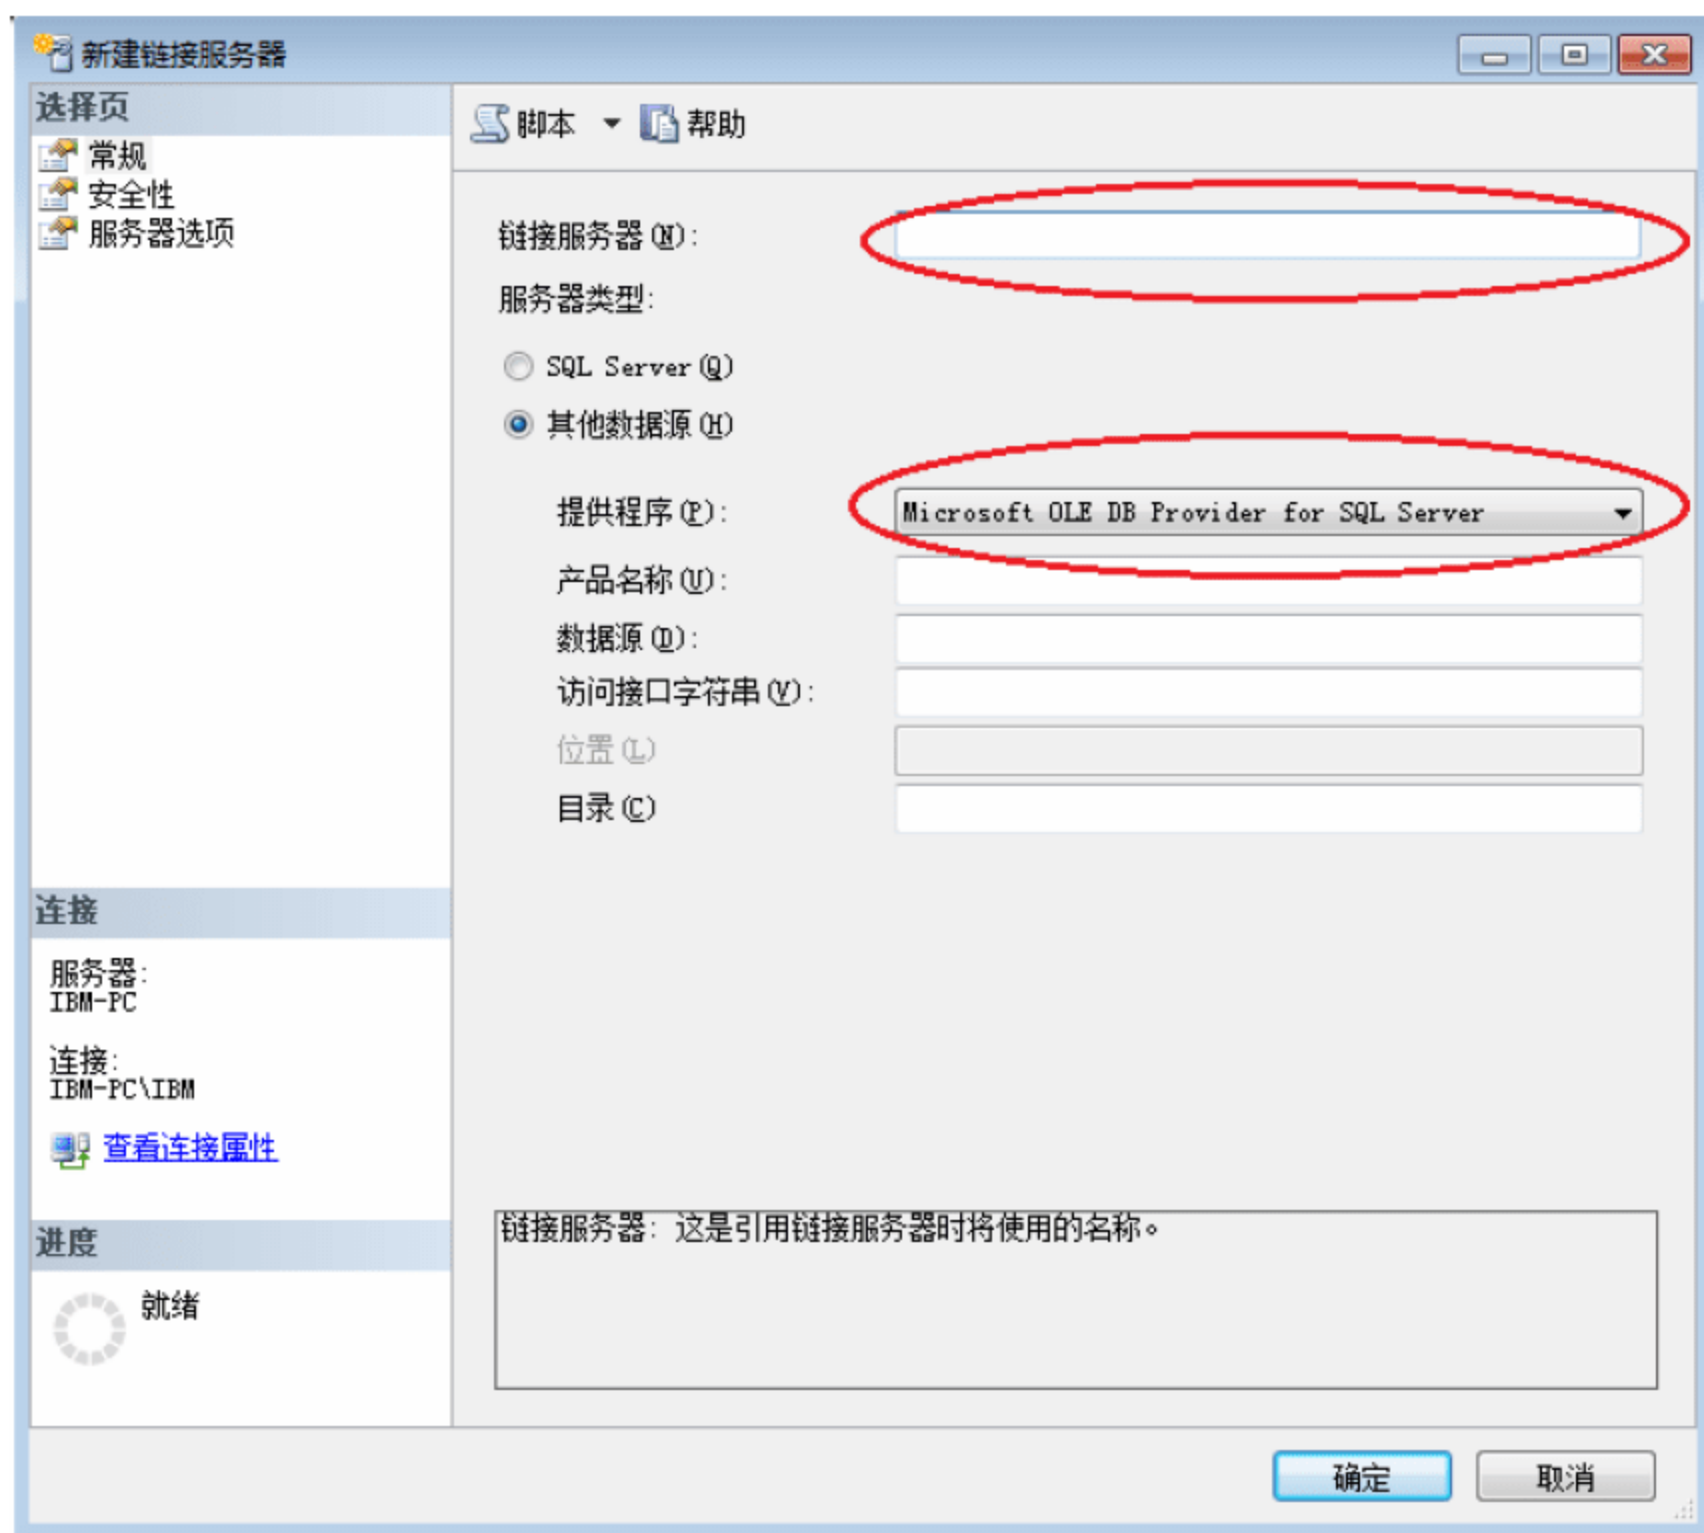 新建链接服务器
选择页
常规
安全性
服务器选项
脚本 帮助
链接服务器(N):
服务器类型:
SQL Server(Q)
其他数据源(H)
提供程序(P): Microsoft OLE DB Provider for SQL Server
产品名称(U):
数据源(D):
访问接口字符串(V):
位置(L)
目录(C)
连接
服务器:
IBM-PC
连接:
IBM-PC\IBM
查看连接属性
进度
就绪
链接服务器: 这是引用链接服务器时将使用的名称。
确定 取消